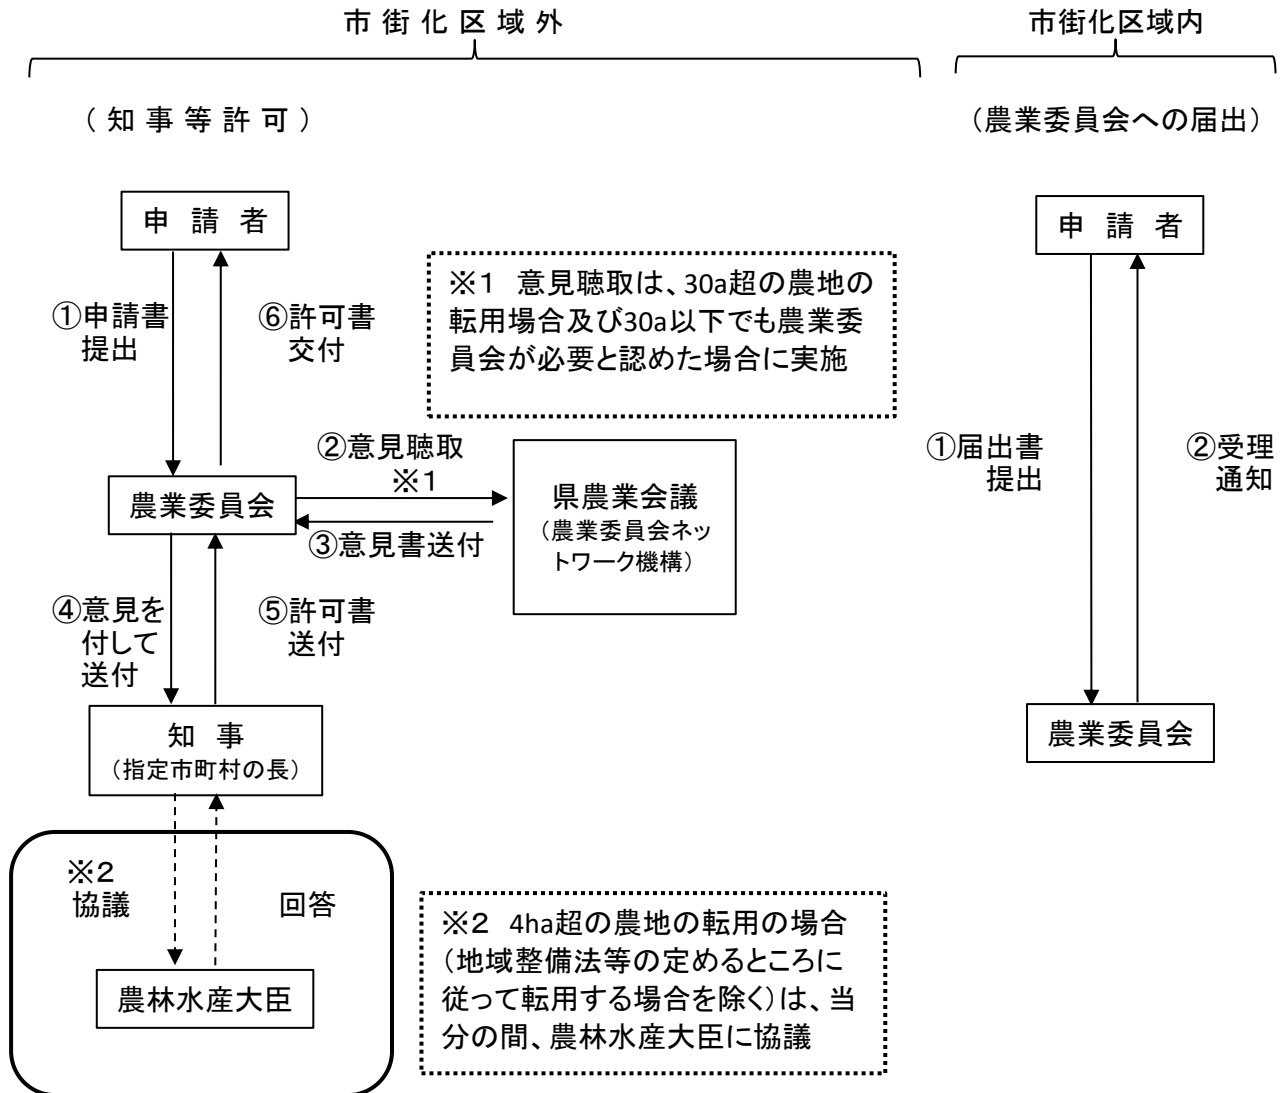 市街化区域外
市街化区域内
（知事等許可）
（農業委員会への届出）
申請者
申請者
※１　意見聴取は、30a超の農地の
転用場合及び30a以下でも農業委
員会が必要と認めた場合に実施
①申請書
提出
⑥許可書
交付
②意見聴取
※１
①届出書
提出
②受理
通知
農業委員会
県農業会議
（農業委員会ネッ
トワーク機構）
③意見書送付
④意見を
付して
送付
⑤許可書
送付
知事
（指定市町村の長）
農業委員会
※２
協議
回答
農林水産大臣
※２　4ha超の農地の転用の場合
（地域整備法等の定めるところに
従って転用する場合を除く）は、当
分の間、農林水産大臣に協議